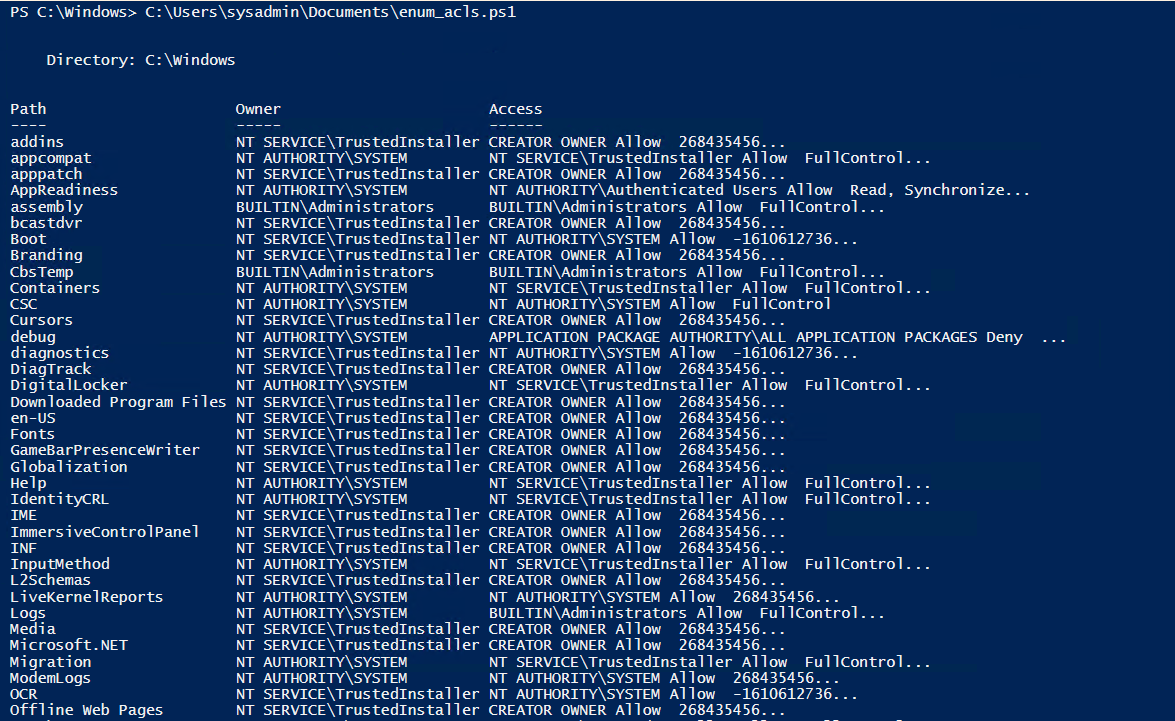 PS C:\Windows> C:\Users\sysadmin\Documents\enum_acls.ps1
Directory: C:\Windows
Path Owner Access
---- ----- ------
addins NT SERVICE\TrustedInstaller CREATOR OWNER Allow 268435456...
appcompat NT AUTHORITY\SYSTEM NT SERVICE\TrustedInstaller Allow FullControl...
apppatch NT SERVICE\TrustedInstaller CREATOR OWNER Allow 268435456...
AppReadiness NT AUTHORITY\SYSTEM NT AUTHORITY\Authenticated Users Allow Read, Synchronize...
assembly BUILTIN\Administrators BUILTIN\Administrators Allow FullControl...
bcastdvr NT SERVICE\TrustedInstaller CREATOR OWNER Allow 268435456...
Boot NT SERVICE\TrustedInstaller NT AUTHORITY\SYSTEM Allow -1610612736...
Branding NT SERVICE\TrustedInstaller CREATOR OWNER Allow 268435456...
CbsTemp BUILTIN\Administrators BUILTIN\Administrators Allow FullControl...
Containers NT AUTHORITY\SYSTEM NT SERVICE\TrustedInstaller Allow FullControl...
CSC NT AUTHORITY\SYSTEM NT AUTHORITY\SYSTEM Allow FullControl
Cursors NT SERVICE\TrustedInstaller CREATOR OWNER Allow 268435456...
debug NT AUTHORITY\SYSTEM APPLICATION PACKAGE AUTHORITY\ALL APPLICATION PACKAGES Deny ...
diagnostics NT SERVICE\TrustedInstaller NT AUTHORITY\SYSTEM Allow -1610612736...
DiagTrack NT SERVICE\TrustedInstaller CREATOR OWNER Allow 268435456...
DigitalLocker NT AUTHORITY\SYSTEM NT SERVICE\TrustedInstaller Allow FullControl...
Downloaded Program Files NT SERVICE\TrustedInstaller CREATOR OWNER Allow 268435456...
en-US NT SERVICE\TrustedInstaller CREATOR OWNER Allow 268435456...
Fonts NT SERVICE\TrustedInstaller CREATOR OWNER Allow 268435456...
GameBarPresenceWriter NT SERVICE\TrustedInstaller CREATOR OWNER Allow 268435456...
Globalization NT SERVICE\TrustedInstaller CREATOR OWNER Allow 268435456...
Help NT AUTHORITY\SYSTEM NT SERVICE\TrustedInstaller Allow FullControl...
IdentityCRL NT AUTHORITY\SYSTEM NT SERVICE\TrustedInstaller Allow FullControl...
IME NT SERVICE\TrustedInstaller CREATOR OWNER Allow 268435456...
ImmersiveControlPanel NT SERVICE\TrustedInstaller CREATOR OWNER Allow 268435456...
INF NT SERVICE\TrustedInstaller CREATOR OWNER Allow 268435456...
InputMethod NT AUTHORITY\SYSTEM NT SERVICE\TrustedInstaller Allow FullControl...
L2Schemas NT SERVICE\TrustedInstaller CREATOR OWNER Allow 268435456...
LiveKernelReports NT AUTHORITY\SYSTEM NT AUTHORITY\SYSTEM Allow 268435456...
Logs NT AUTHORITY\SYSTEM BUILTIN\Administrators Allow FullControl...
Media NT SERVICE\TrustedInstaller CREATOR OWNER Allow 268435456...
Microsoft.NET NT SERVICE\TrustedInstaller CREATOR OWNER Allow 268435456...
Migration NT AUTHORITY\SYSTEM NT SERVICE\TrustedInstaller Allow FullControl...
ModemLogs NT AUTHORITY\SYSTEM NT AUTHORITY\SYSTEM Allow 268435456...
OCR NT SERVICE\TrustedInstaller NT AUTHORITY\SYSTEM Allow -1610612736...
Offline Web Pages NT SERVICE\TrustedInstaller CREATOR OWNER Allow 268435456...